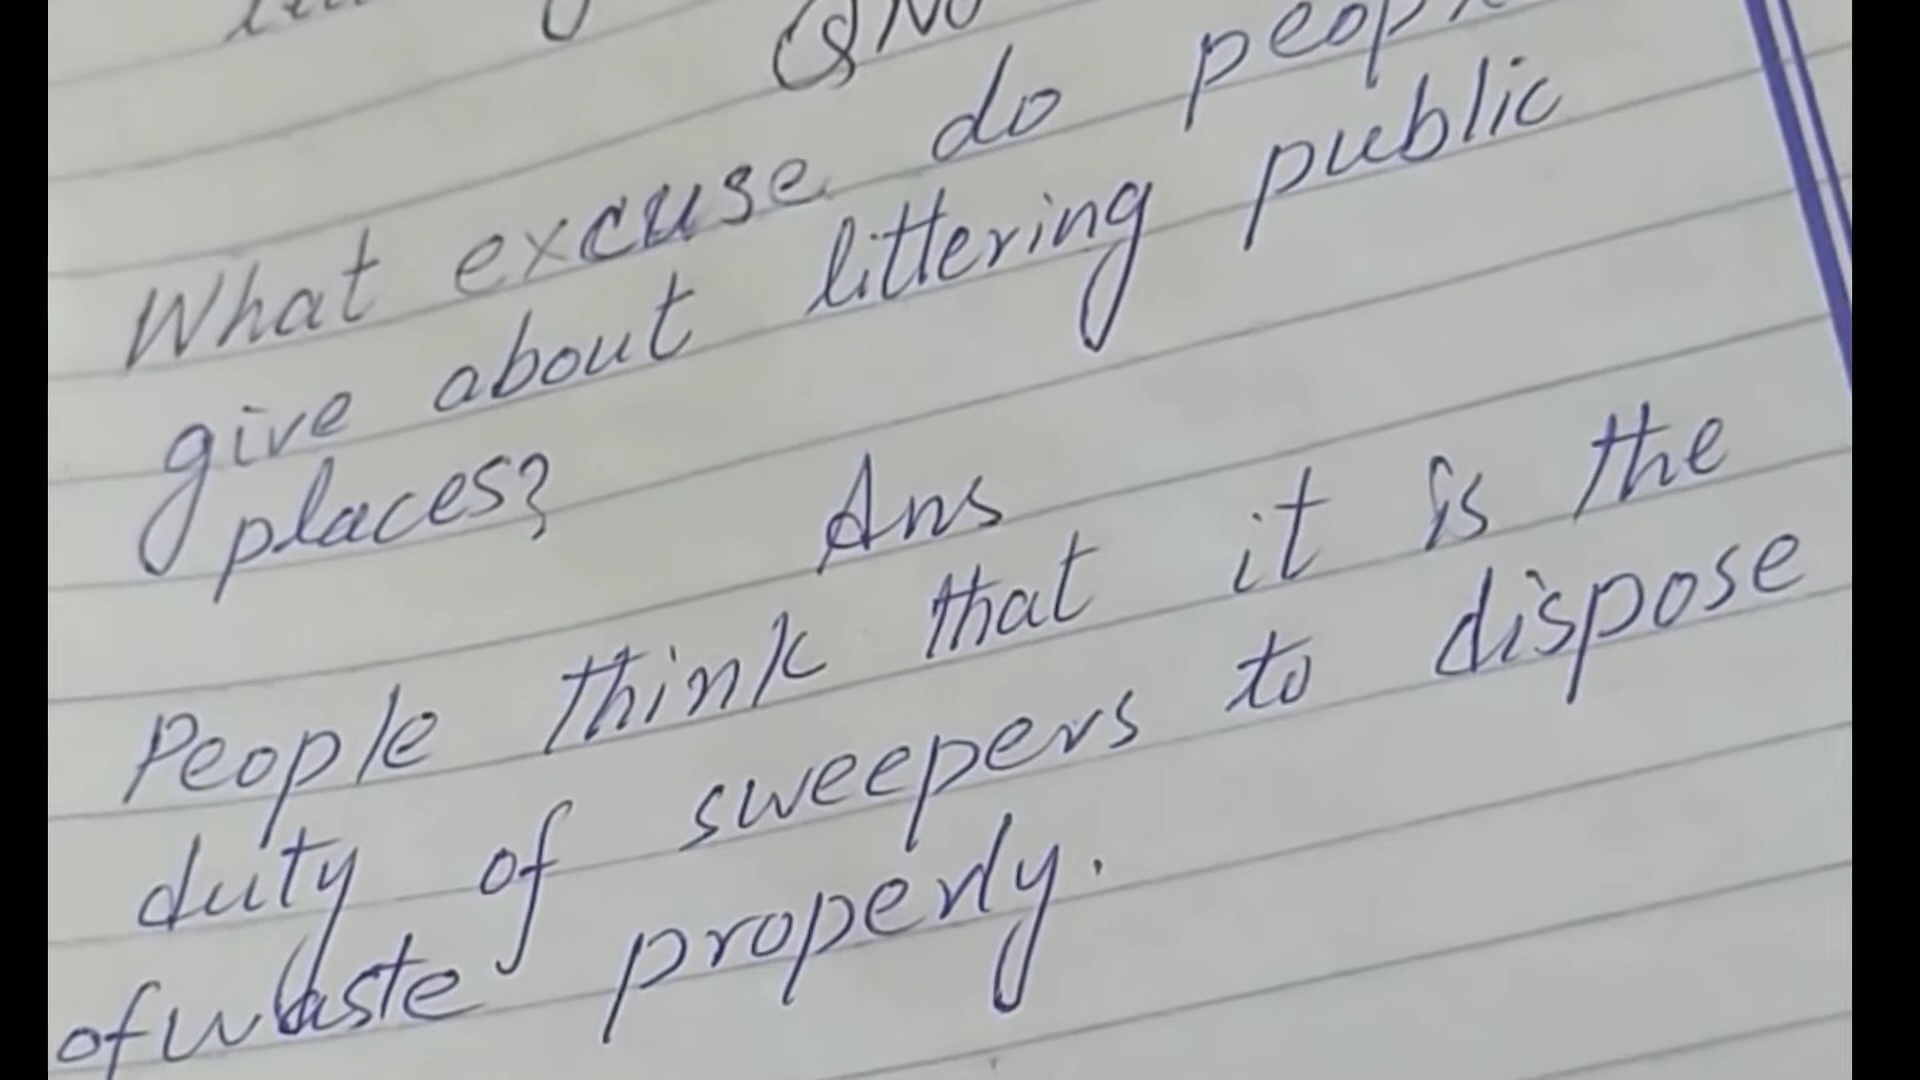 QNo
What excuse do people
give about littering public
places?
Ans
People think that it is the
duty of sweepers to dispose
of waste properly.